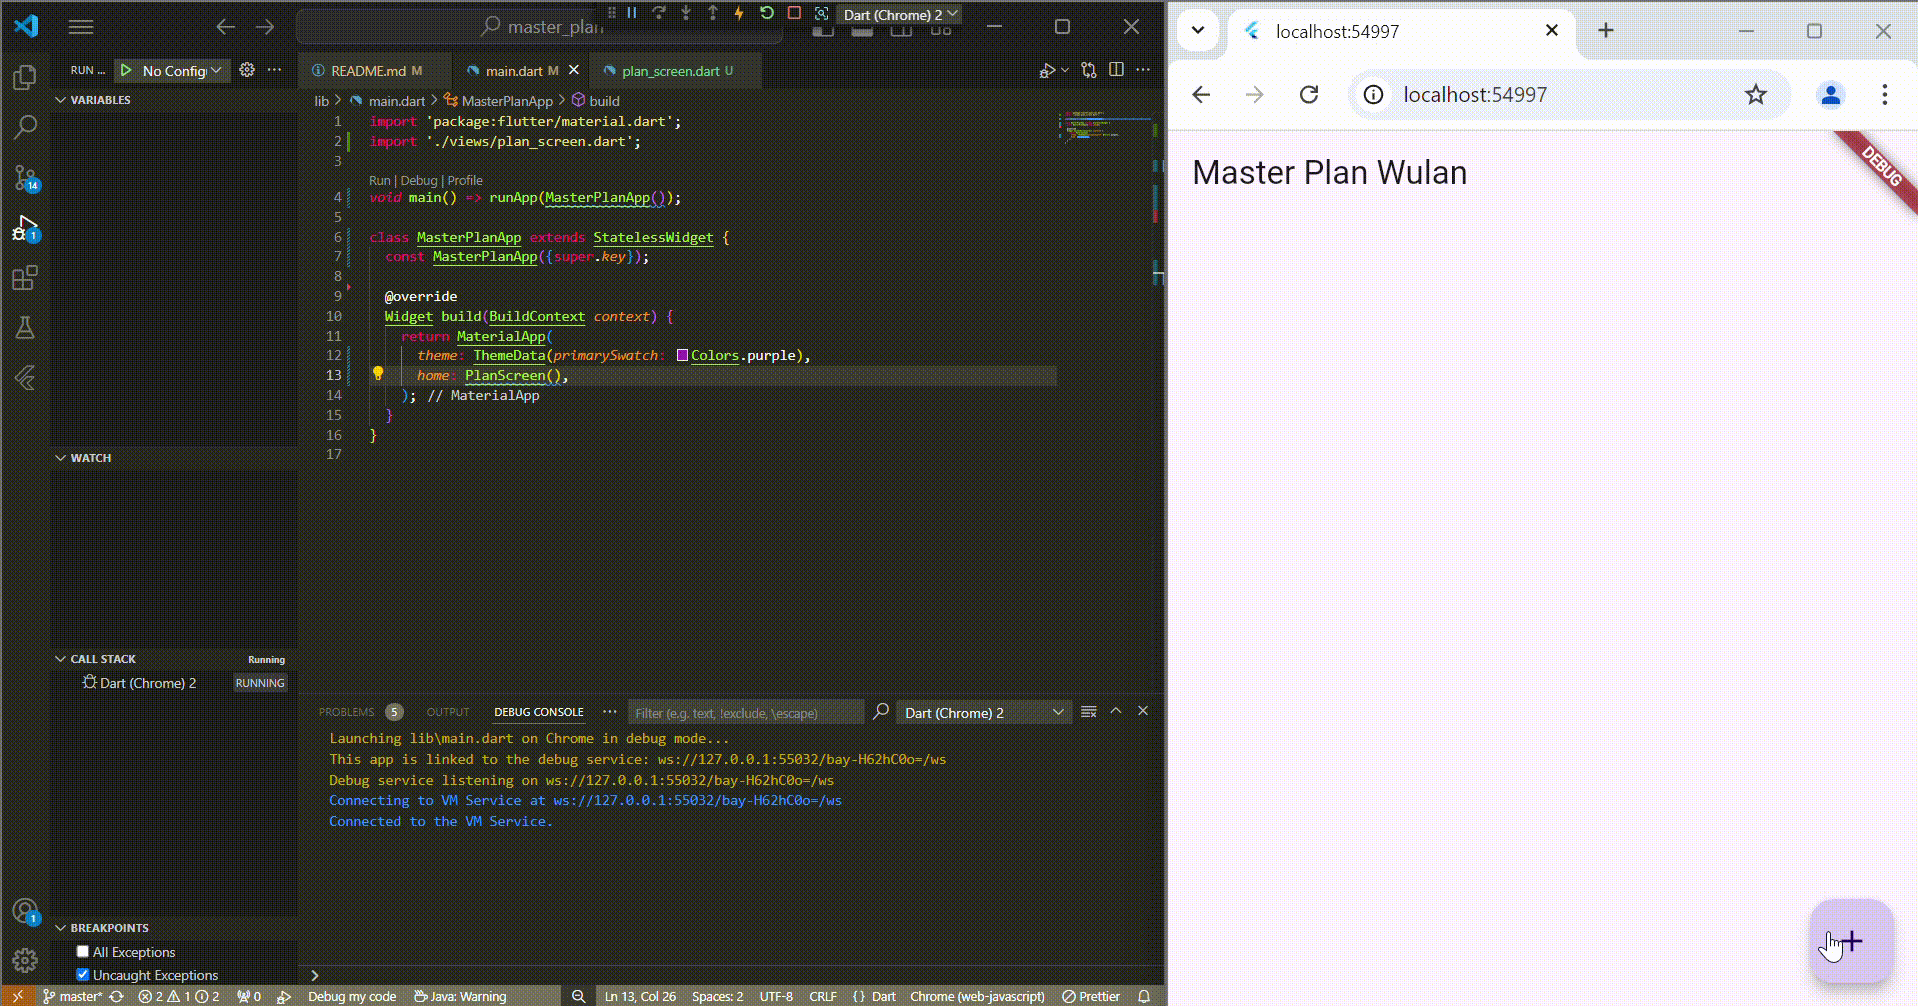 master_plan
Dart (Chrome) 2
RUN ...
No Config
README.md M
main.dart M
plan_screen.dart U
VARIABLES
lib > main.dart > MasterPlanApp > build
1 import 'package:flutter/material.dart';
2 import './views/plan_screen.dart';
3
Run | Debug | Profile
4 void main() => runApp(MasterPlanApp());
5
6 class MasterPlanApp extends StatelessWidget {
7 const MasterPlanApp({super.key});
8
9 @override
10 Widget build(BuildContext context) {
11 return MaterialApp(
12 theme: ThemeData(primarySwatch: Colors.purple),
13 home: PlanScreen(),
14 ); // MaterialApp
15 }
16 }
17
14
1
WATCH
CALL STACK
Running
Dart (Chrome) 2
RUNNING
PROBLEMS 5
OUTPUT
DEBUG CONSOLE
Filter (e.g. text, !exclude, \escape)
Dart (Chrome) 2
Launching lib\main.dart on Chrome in debug mode...
This app is linked to the debug service: ws://127.0.0.1:55032/bay-H62hC0o=/ws
Debug service listening on ws://127.0.0.1:55032/bay-H62hC0o=/ws
Connecting to VM Service at ws://127.0.0.1:55032/bay-H62hC0o=/ws
Connected to the VM Service.
1
BREAKPOINTS
All Exceptions
Uncaught Exceptions
master*
2 1 2
0
Debug my code
Java: Warning
Ln 13, Col 26
Spaces: 2
UTF-8
CRLF
{ } Dart
Chrome (web-javascript)
Prettier
localhost:54997
localhost:54997
Master Plan Wulan
DEBUG